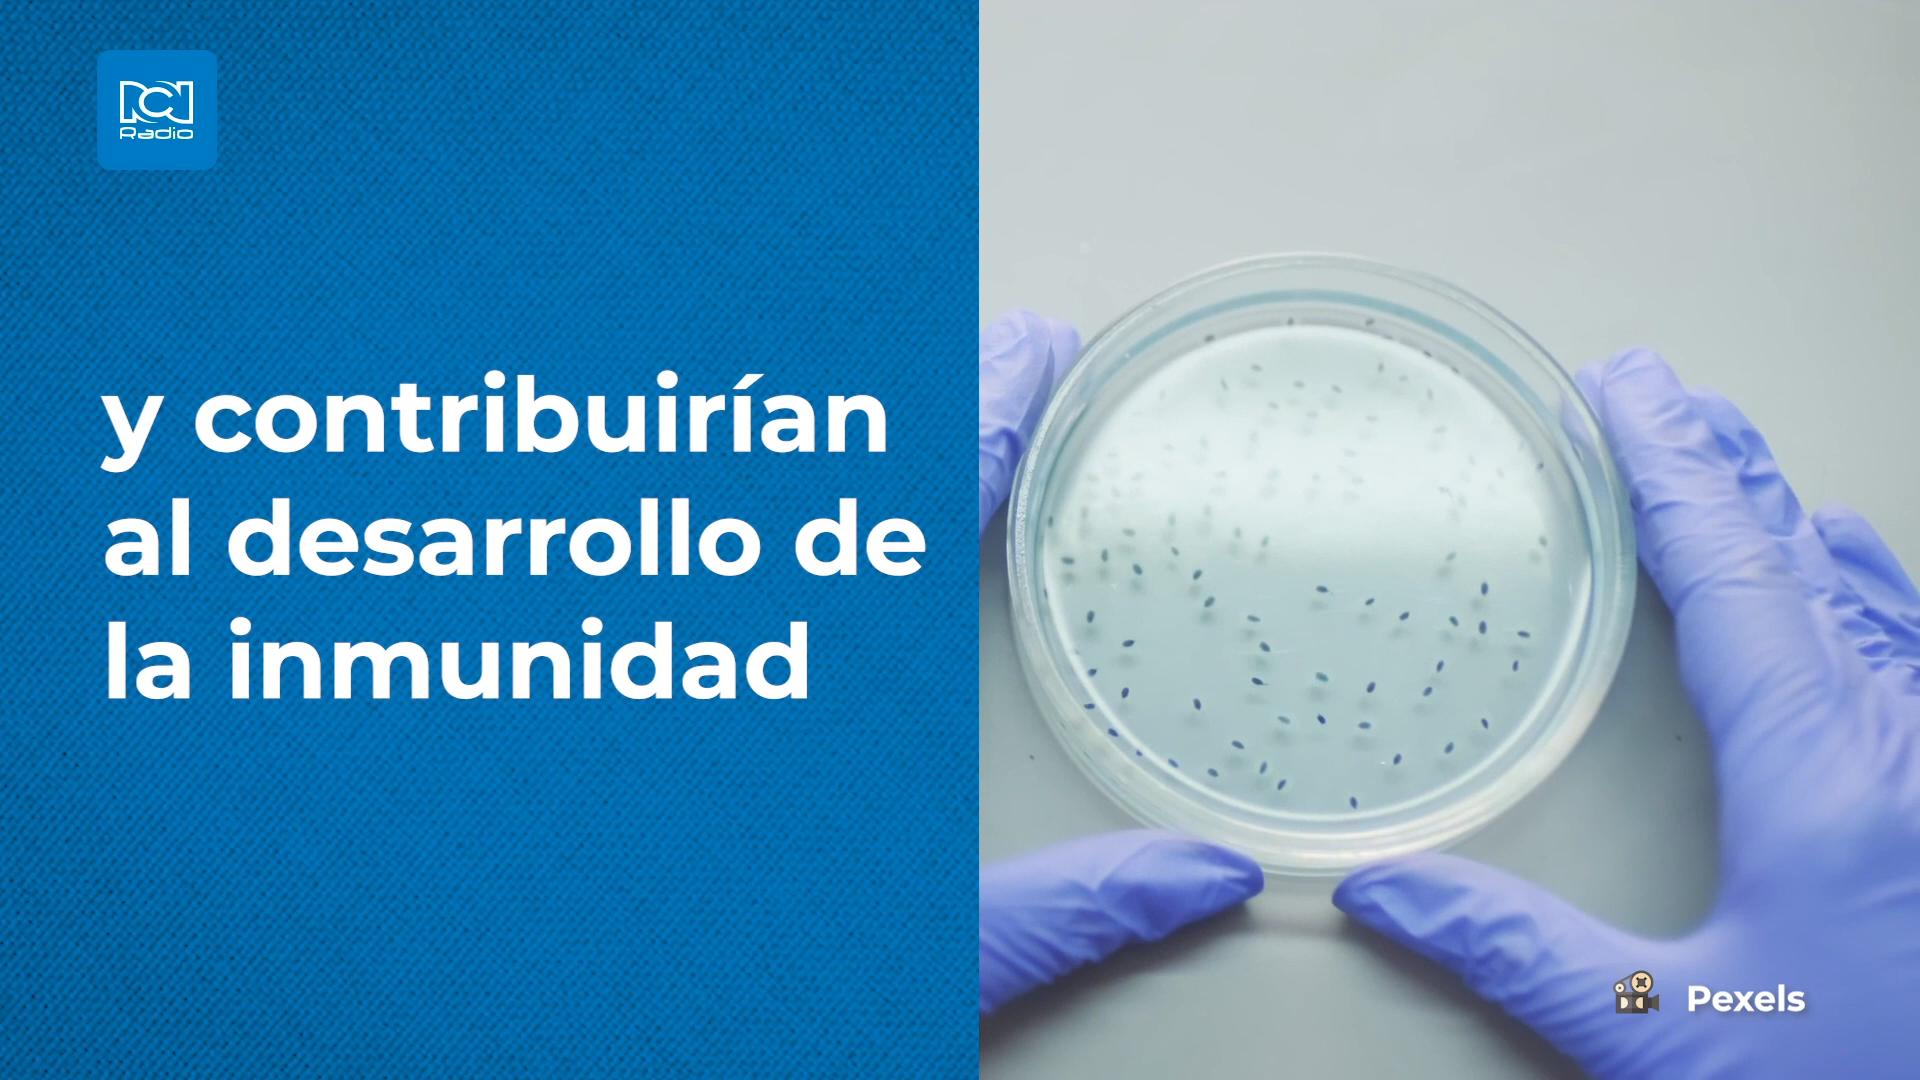 RCN
Radio
y contribuirían
al desarrollo de
la inmunidad
Pexels